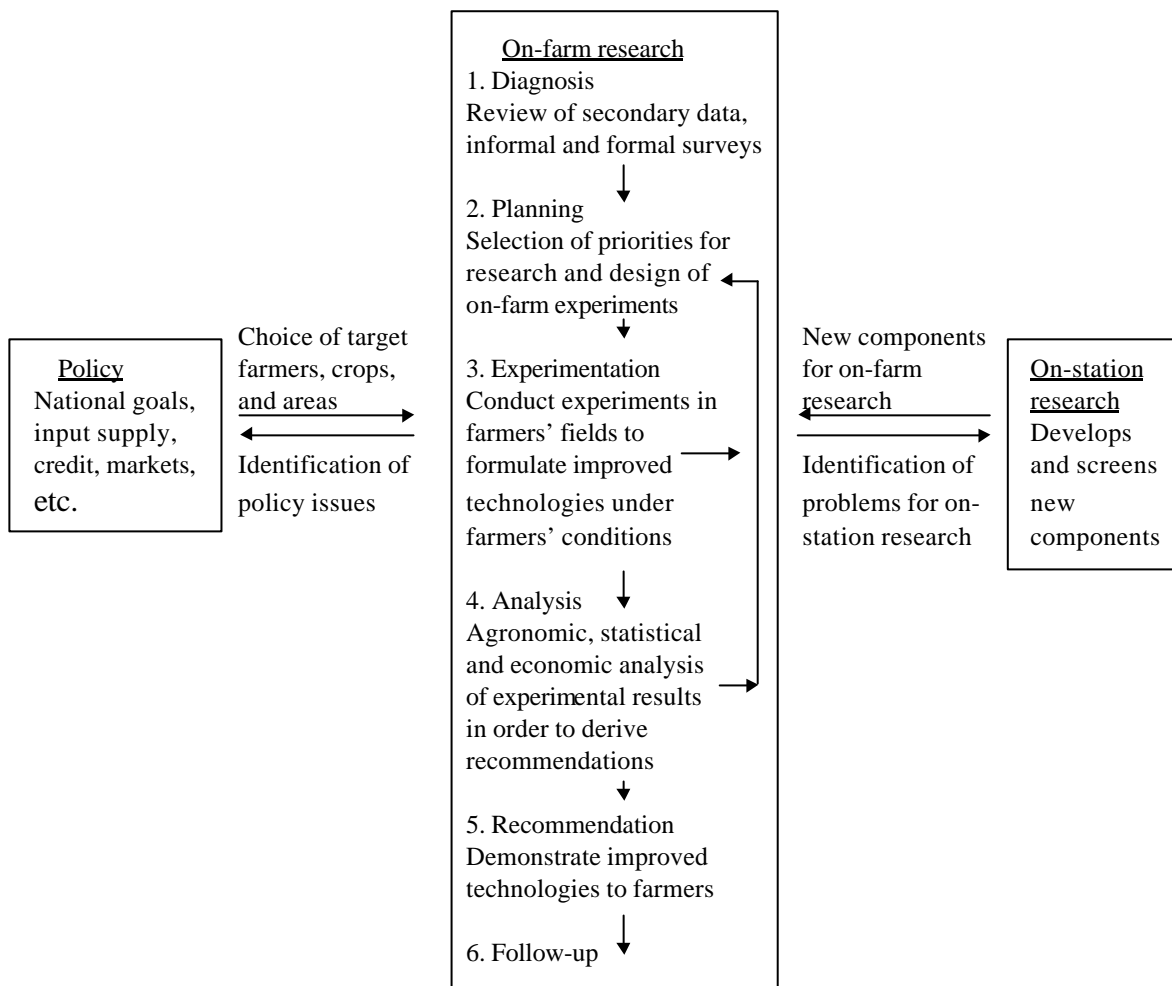 On-farm research
1. Diagnosis
Review of secondary data,
informal and formal surveys
2. Planning
Selection of priorities for
research and design of
on-farm experiments
3. Experimentation
Conduct experiments in
farmers’ fields to
formulate improved
technologies under
farmers’ conditions
4. Analysis
Agronomic, statistical
and economic analysis
of experimental results
in order to derive
recommendations
5. Recommendation
Demonstrate improved
technologies to farmers
6. Follow-up
Policy
National goals,
input supply,
credit, markets,
etc.
Choice of target
farmers, crops,
and areas
Identification of
policy issues
New components
for on-farm
research
Identification of
problems for on-
station research
On-station
research
Develops
and screens
new
components